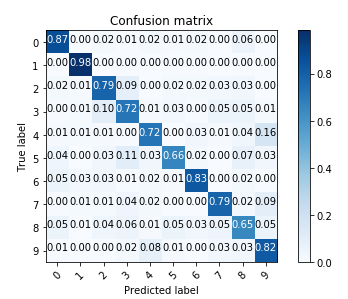 Confusion matrix
0 0.87 0.00 0.02 0.01 0.02 0.01 0.02 0.00 0.06 0.00
1 0.00 0.98 0.00 0.00 0.00 0.00 0.00 0.00 0.00 0.00
2 0.02 0.01 0.79 0.09 0.00 0.00 0.02 0.03 0.03 0.00
3 0.00 0.01 0.10 0.72 0.01 0.03 0.00 0.05 0.05 0.01
4 0.01 0.01 0.01 0.00 0.72 0.00 0.03 0.01 0.04 0.16
5 0.04 0.00 0.03 0.11 0.03 0.66 0.02 0.00 0.07 0.03
6 0.05 0.03 0.03 0.01 0.02 0.01 0.83 0.00 0.02 0.00
7 0.00 0.01 0.01 0.04 0.02 0.00 0.00 0.79 0.02 0.09
8 0.05 0.01 0.04 0.06 0.01 0.05 0.03 0.05 0.65 0.05
9 0.01 0.00 0.00 0.02 0.08 0.01 0.00 0.03 0.03 0.82
0 1 2 3 4 5 6 7 8 9
True label
Predicted label
0.8
0.6
0.4
0.2
0.0